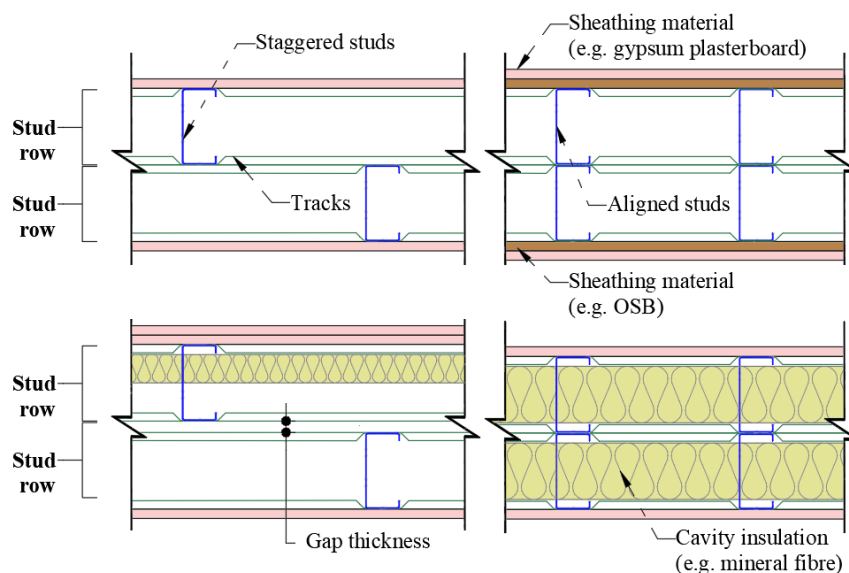 Staggered studs
Sheathing material
(e.g. gypsum plasterboard)
Stud
row
Stud
row
Tracks
Aligned studs
Sheathing material
(e.g. OSB)
Stud
row
Stud
row
Gap thickness
Cavity insulation
(e.g. mineral fibre)